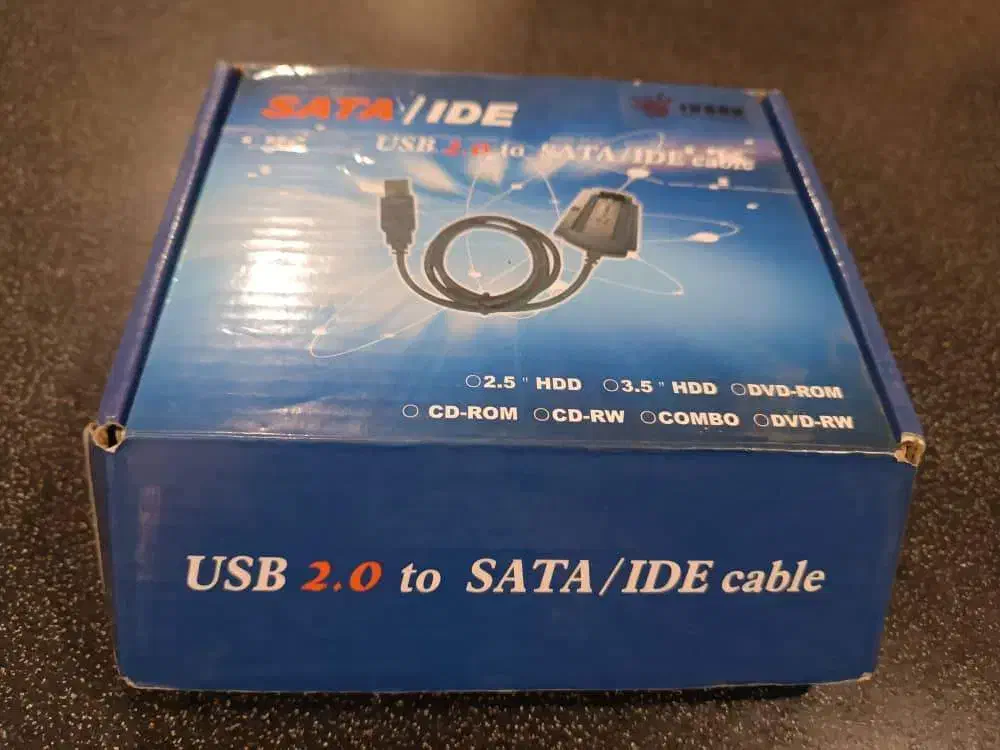 SATA/IDE
USB 2.0 to SATA/IDE cable
2.5" HDD 3.5" HDD DVD-ROM
CD-ROM CD-RW COMBO DVD-RW
USB 2.0 to SATA/IDE cable